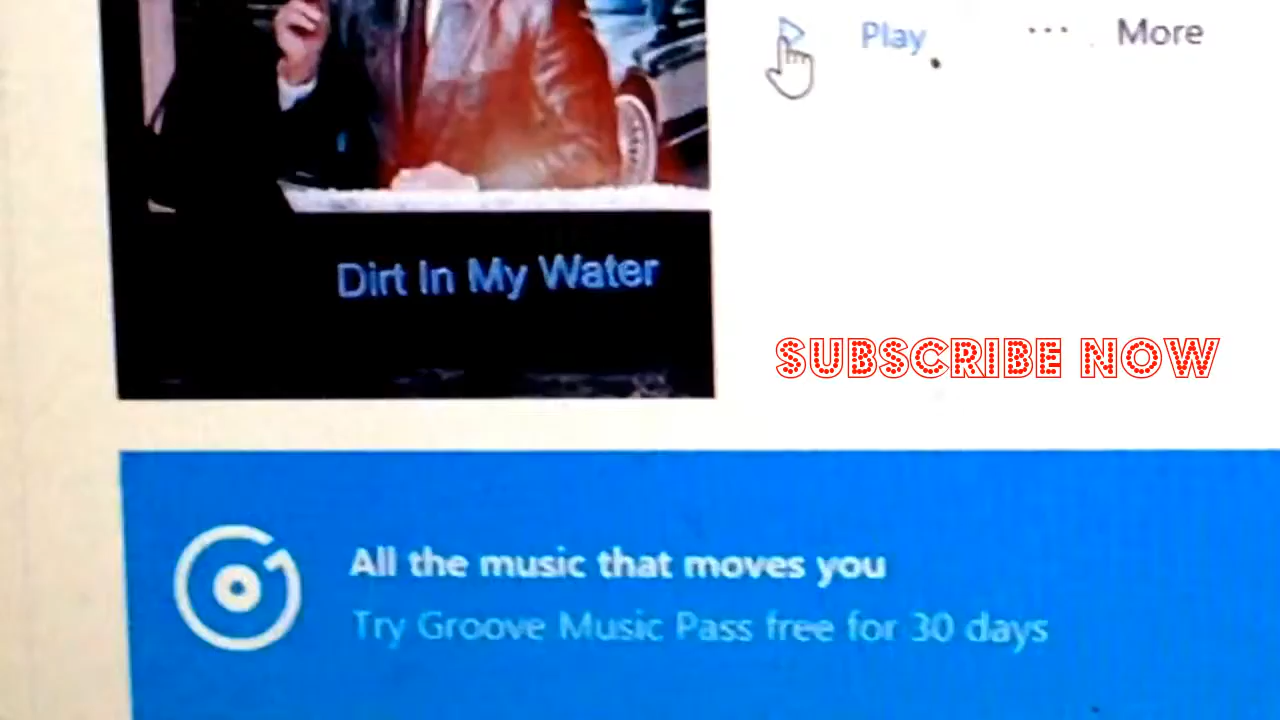 Play
... More
Dirt In My Water
SUBSCRIBE NOW
All the music that moves you
Try Groove Music Pass free for 30 days